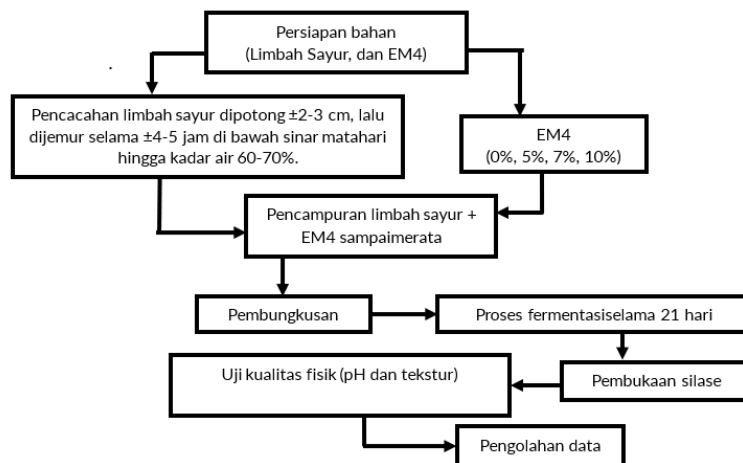 Persiapan bahan
(Limbah Sayur, dan EM4)
Pencacahan limbah sayur dipotong ±2-3 cm, lalu
dijemur selama ±4-5 jam di bawah sinar matahari
hingga kadar air 60-70%.
EM4
(0%, 5%, 7%, 10%)
Pencampuran limbah sayur +
EM4 sampaimerata
Pembungkusan
Proses fermentasiselama 21 hari
Uji kualitas fisik (pH dan tekstur)
Pembukaan silase
Pengolahan data